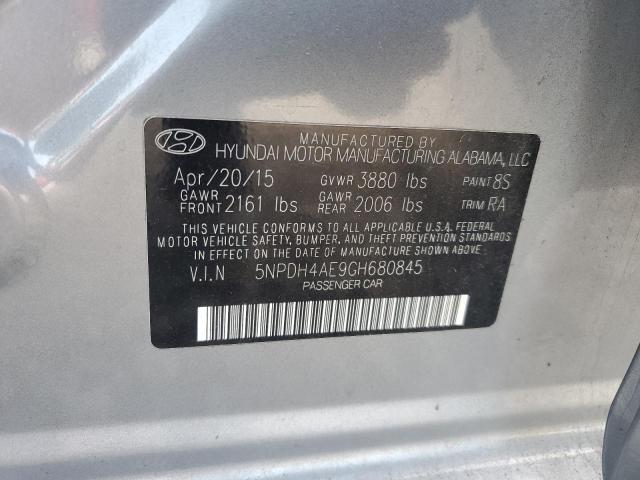 MANUFACTURED BY
HYUNDAI MOTOR MANUFACTURING ALABAMA, LLC
Apr/20/15 GVWR 3880 lbs PAINT 8S
GAWR FRONT 2161 lbs GAWR REAR 2006 lbs TRIM RA
THIS VEHICLE CONFORMS TO ALL APPLICABLE U.S.A. FEDERAL
MOTOR VEHICLE SAFETY, BUMPER, AND THEFT PREVENTION STANDARDS
IN EFFECT ON THE DATE OF MANUFACTURE SHOWN ABOVE.
V.I.N 5NPDH4AE9GH680845
PASSENGER CAR